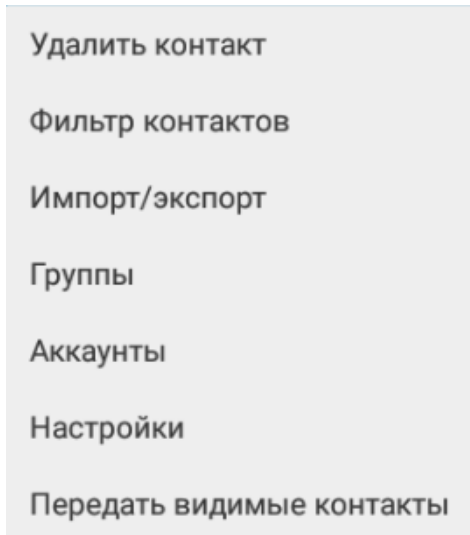 Удалить контакт
Фильтр контактов
Импорт/экспорт
Группы
Аккаунты
Настройки
Передать видимые контакты